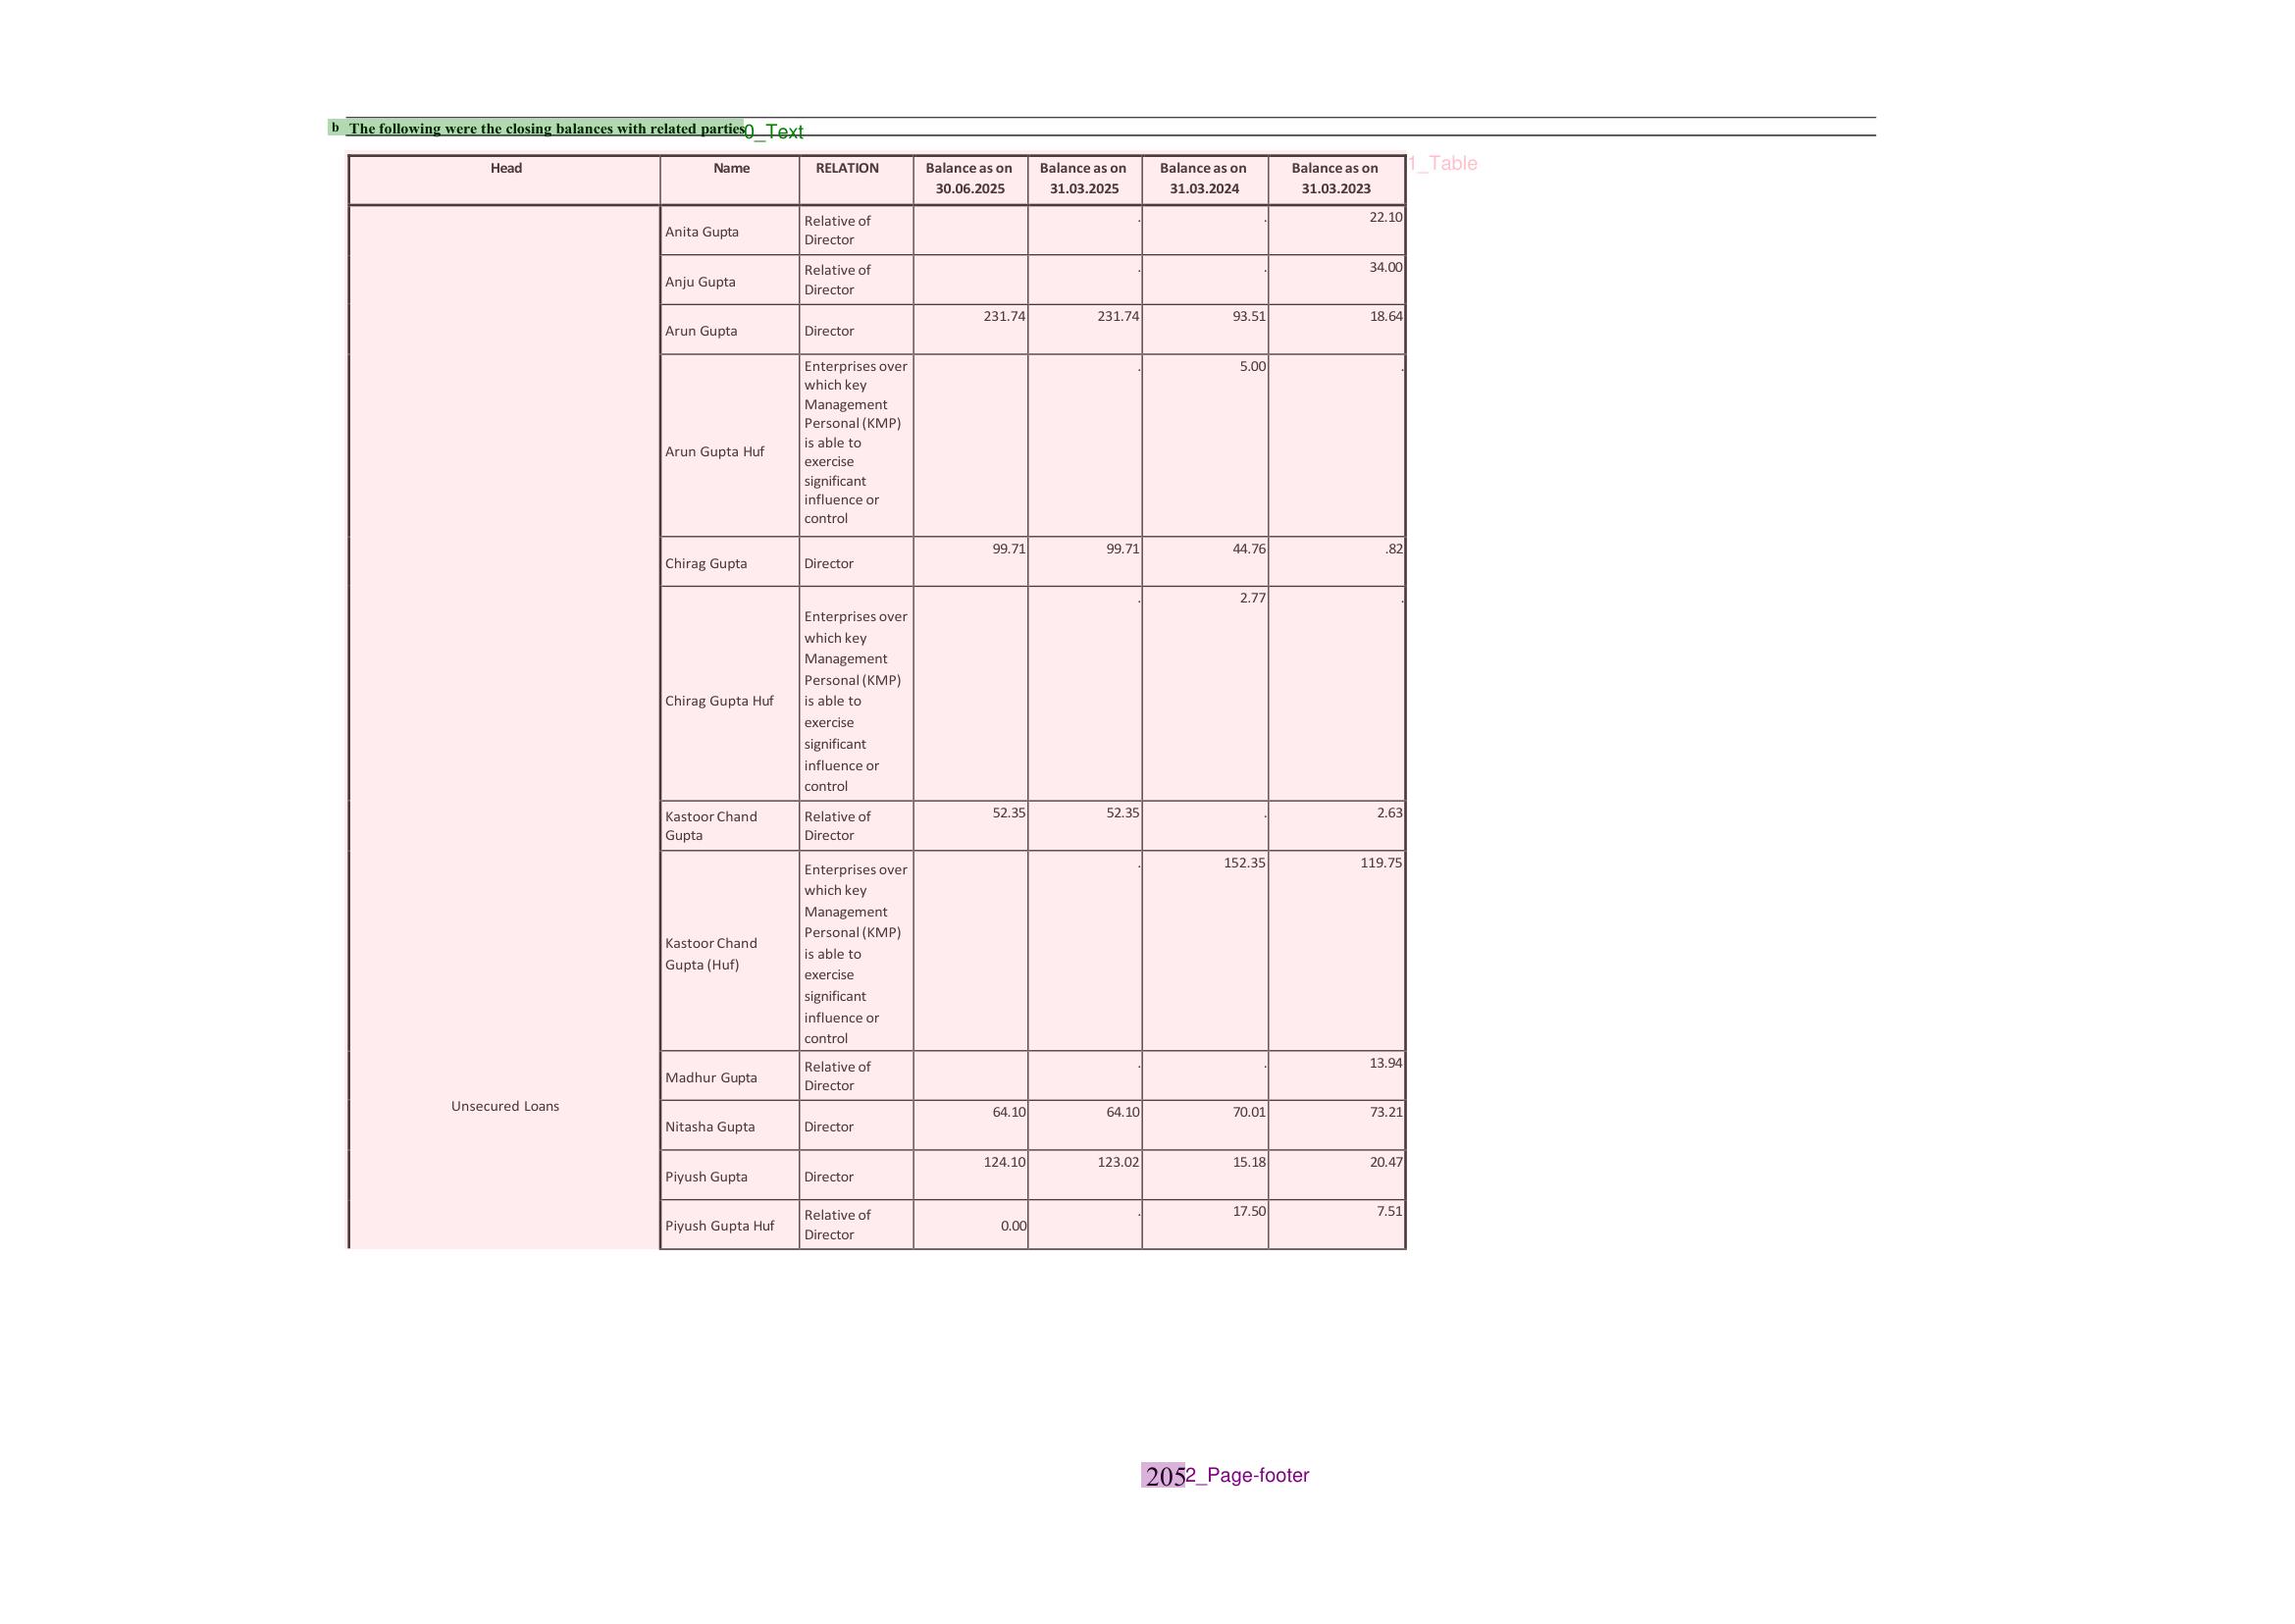 b The following were the closing balances with related parties 0_Text
1_Table
Head Name RELATION Balance as on 30.06.2025 Balance as on 31.03.2025 Balance as on 31.03.2024 Balance as on 31.03.2023
Unsecured Loans
Anita Gupta Relative of Director . . 22.10
Anju Gupta Relative of Director . . 34.00
Arun Gupta Director 231.74 231.74 93.51 18.64
Arun Gupta Huf Enterprises over which key Management Personal (KMP) is able to exercise significant influence or control . 5.00 .
Chirag Gupta Director 99.71 99.71 44.76 .82
Chirag Gupta Huf Enterprises over which key Management Personal (KMP) is able to exercise significant influence or control . 2.77 .
Kastoor Chand Gupta Relative of Director 52.35 52.35 . 2.63
Kastoor Chand Gupta (Huf) Enterprises over which key Management Personal (KMP) is able to exercise significant influence or control . 152.35 119.75
Madhur Gupta Relative of Director . . 13.94
Nitasha Gupta Director 64.10 64.10 70.01 73.21
Piyush Gupta Director 124.10 123.02 15.18 20.47
Piyush Gupta Huf Relative of Director 0.00 . 17.50 7.51
205 2_Page-footer